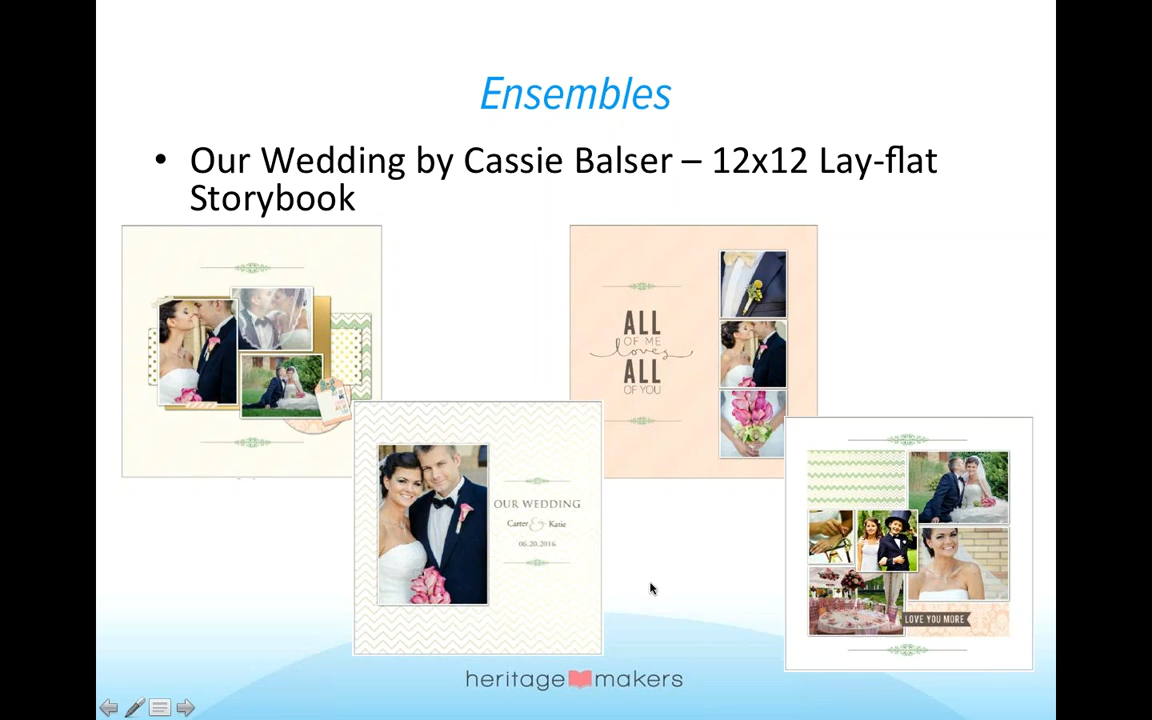 Ensembles
• Our Wedding by Cassie Balser – 12x12 Lay-flat
Storybook
ALL
OF ME
loves
ALL
OF YOU
OUR WEDDING
Carter & Katie
06.20.2016
LOVE YOU MORE
heritage makers